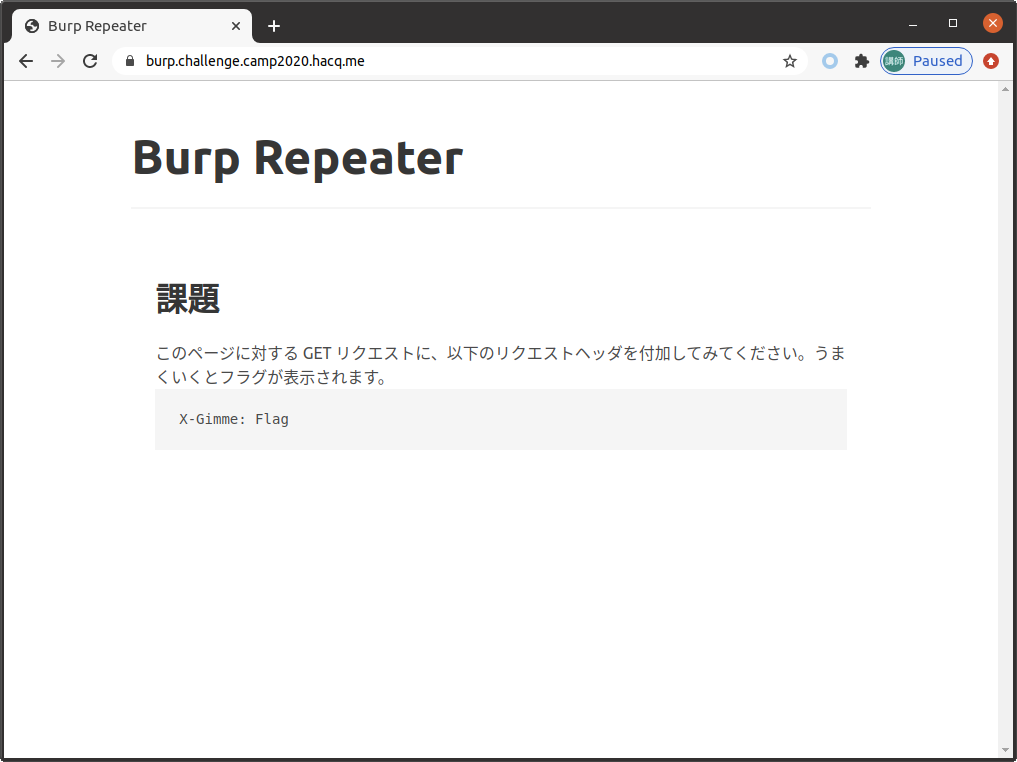 Burp Repeater
burp.challenge.camp2020.hacq.me
講師 Paused
Burp Repeater
課題
このページに対する GET リクエストに、以下のリクエストヘッダを付加してみてください。うま
くいくとフラグが表示されます。
X-Gimme: Flag